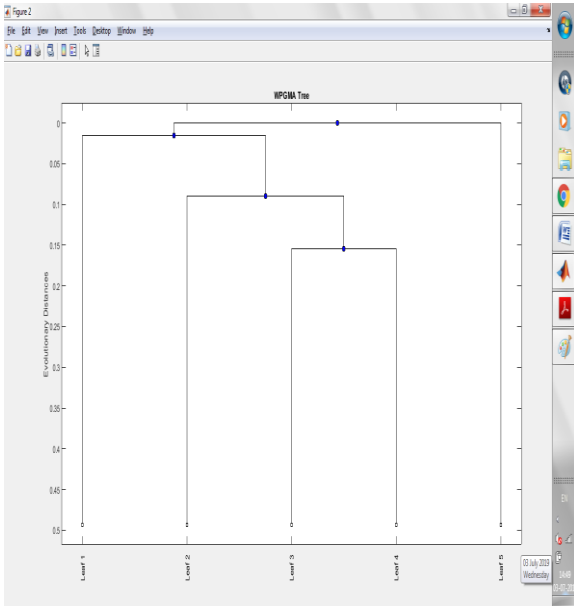 Figure 2
File Edit View Insert Tools Desktop Window Help
WPGMA Tree
0
0.05
0.1
0.15
0.2
0.25
0.3
0.35
0.4
0.45
0.5
Evolutionary Distances
Leaf 1
Leaf 2
Leaf 3
Leaf 4
Leaf 5
EN
03 July 2019
Wednesday